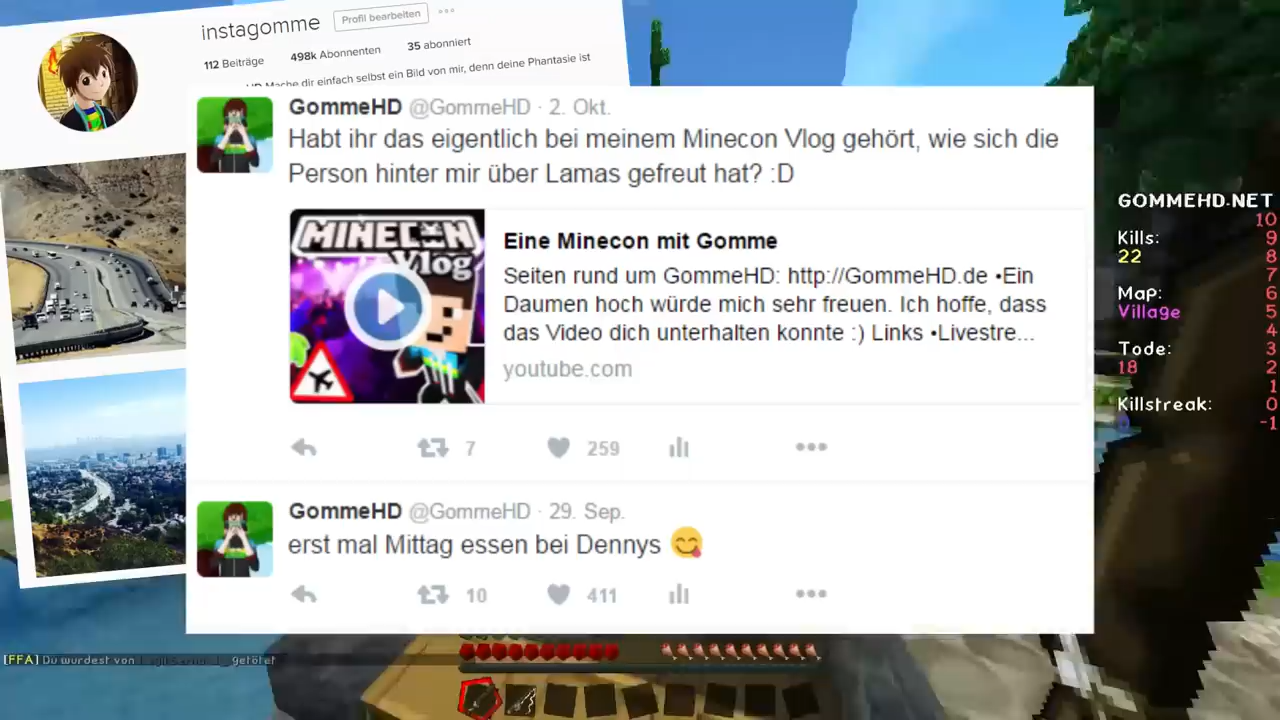 instagomme
Profil bearbeiten
112 Beiträge 498k Abonnenten 35 abonniert
HD Mache dir einfach selbst ein Bild von mir, denn deine Phantasie ist
GommeHD @GommeHD · 2. Okt.
Habt ihr das eigentlich bei meinem Minecon Vlog gehört, wie sich die
Person hinter mir über Lamas gefreut hat? :D
MINECON
Vlog
Eine Minecon mit Gomme
Seiten rund um GommeHD: http://GommeHD.de •Ein
Daumen hoch würde mich sehr freuen. Ich hoffe, dass
das Video dich unterhalten konnte :) Links •Livestre...
youtube.com
7 259
GommeHD @GommeHD · 29. Sep.
erst mal Mittag essen bei Dennys 😋
10 411
GOMMEHD.NET
10
Kills: 9
22 8
7
Map: 6
Village 5
4
Tode: 3
18 2
1
Killstreak: 0
0 -1
[FFA] Du wurdest von getötet